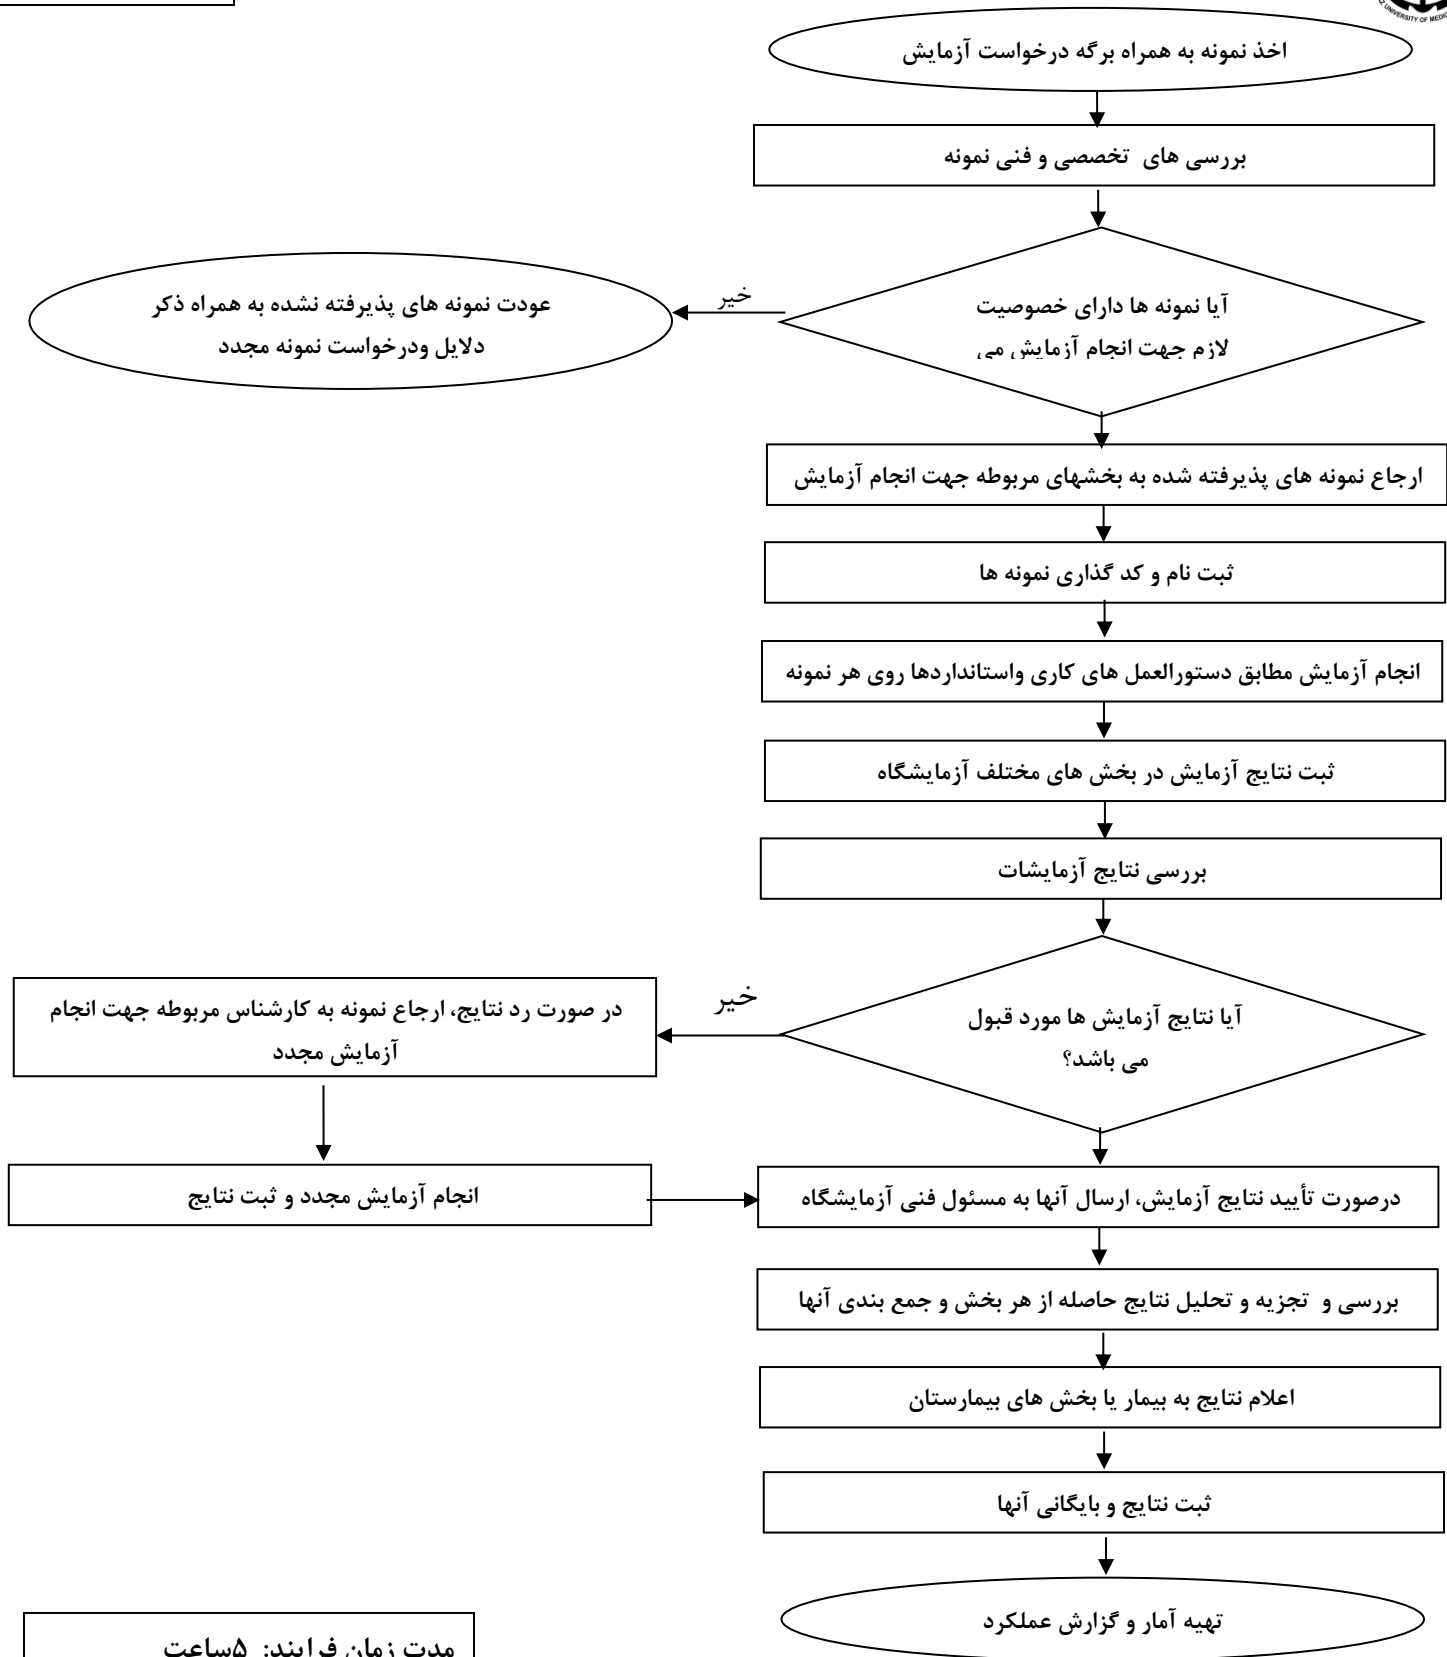 UNIVERSITY OF
اخذ نمونه به همراه برگه درخواست آزمایش
بررسی های تخصصی و فنی نمونه
آیا نمونه ها دارای خصوصیت
لازم جهت انجام آزمایش می
خیر
عودت نمونه های پذیرفته نشده به همراه ذکر
دلایل ودرخواست نمونه مجدد
ارجاع نمونه های پذیرفته شده به بخشهای مربوطه جهت انجام آزمایش
ثبت نام و کد گذاری نمونه ها
انجام آزمایش مطابق دستورالعمل های کاری واستانداردها روی هر نمونه
ثبت نتایج آزمایش در بخش های مختلف آزمایشگاه
بررسی نتایج آزمایشات
آیا نتایج آزمایش ها مورد قبول
می باشد؟
خیر
در صورت رد نتایج، ارجاع نمونه به کارشناس مربوطه جهت انجام
آزمایش مجدد
انجام آزمایش مجدد و ثبت نتایج
درصورت تأیید نتایج آزمایش، ارسال آنها به مسئول فنی آزمایشگاه
بررسی و تجزیه و تحلیل نتایج حاصله از هر بخش و جمع بندی آنها
اعلام نتایج به بیمار یا بخش های بیمارستان
ثبت نتایج و بایگانی آنها
تهیه آمار و گزارش عملکرد
مدت زمان فرایند: ۵ساعت